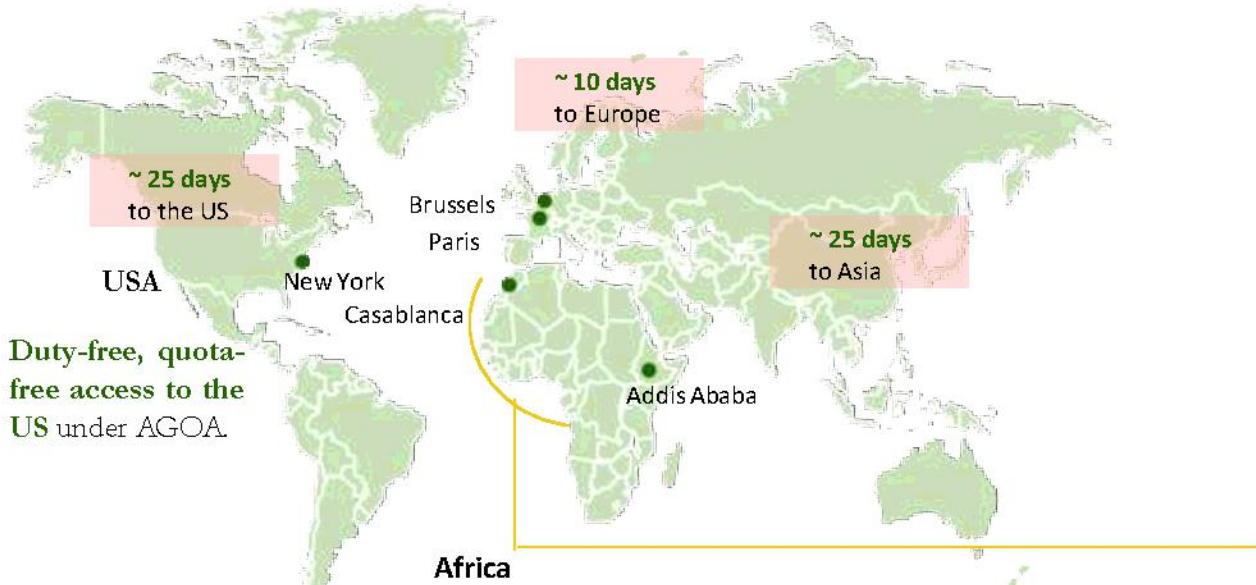 ~ 10 days
to Europe
~ 25 days
to the US
Brussels
Paris
~ 25 days
to Asia
USA
New York
Casablanca
Duty-free, quota-
free access to the
US under AGOA.
Addis Ababa
Africa